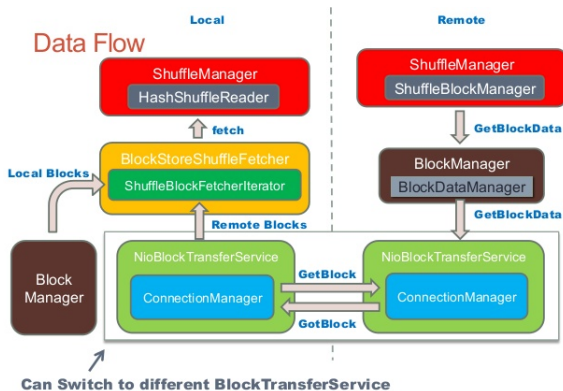 Local
Remote
Data Flow
ShuffleManager
HashShuffleReader
ShuffleManager
ShuffleBlockManager
fetch
GetBlockData
BlockStoreShuffleFetcher
ShuffleBlockFetcherIterator
Local Blocks
BlockManager
BlockDataManager
Remote Blocks
GetBlockData
Block
Manager
NioBlockTransferService
ConnectionManager
GetBlock
GotBlock
NioBlockTransferService
ConnectionManager
Can Switch to different BlockTransferService